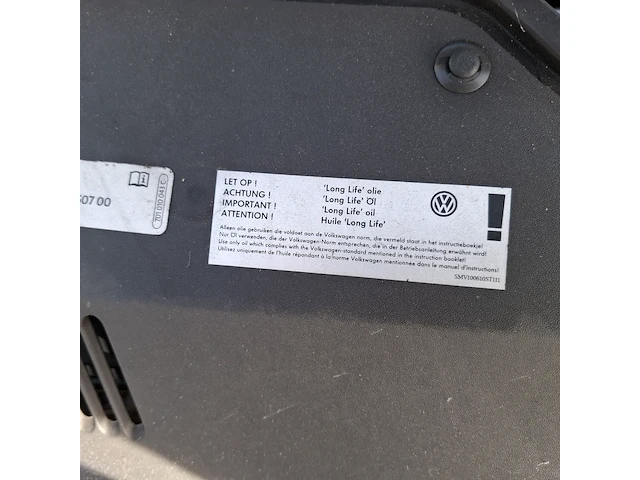 LET OP ! 'Long Life' olie
ACHTUNG ! 'Long Life' Öl
IMPORTANT ! 'Long Life' oil
ATTENTION ! Huile 'Long Life'
Alleen olie gebruiken die voldoet aan de Volkswagen norm, die vermeld staat in het instructieboekje!
Nur Öl verwenden, die der Volkswagen-Norm entsprechen, die in der Betriebsanleitung erwähnt wird!
Use only oil which complies with the Volkswagen-standard mentioned in the instruction booklet!
Utilisez uniquement de l'huile répondant à la norme Volkswagen mentionnée dans le manuel d'instructions!
SMV100610ST111
VW
!
507 00